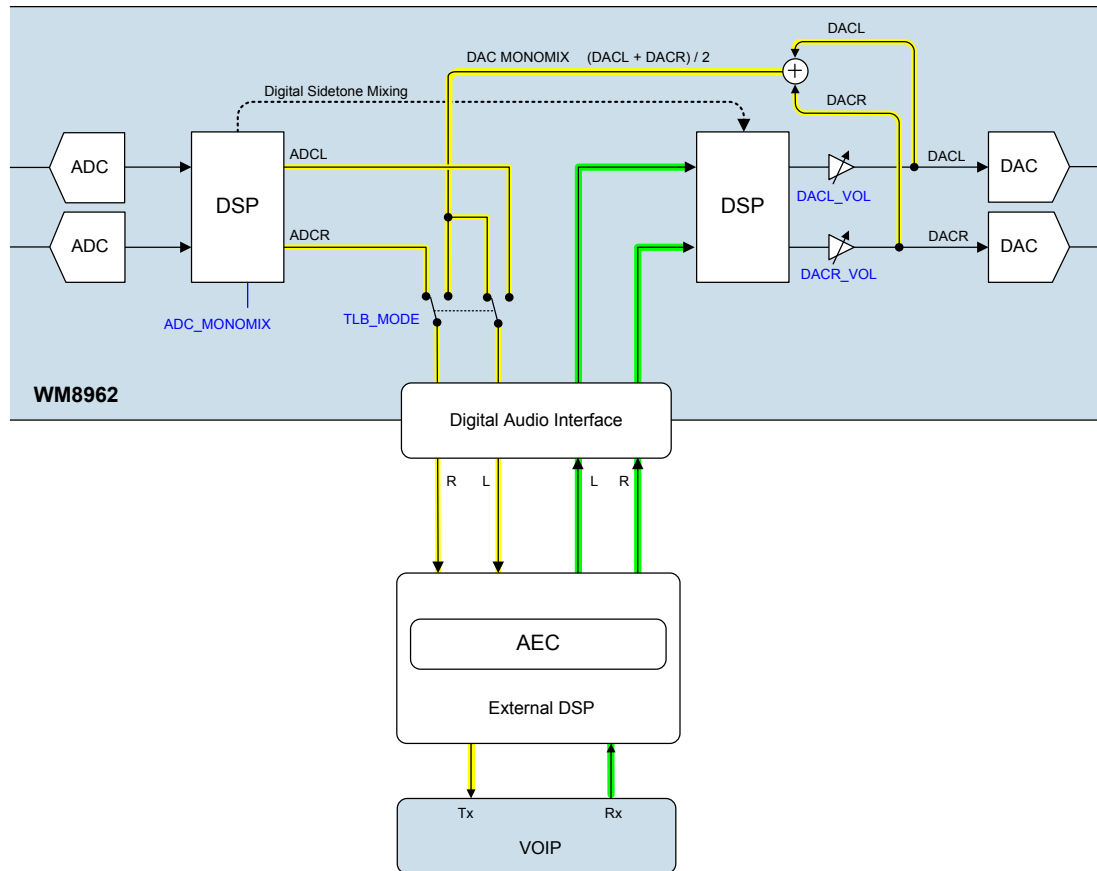 DACL
DAC MONOMIX (DACL + DACR) / 2
+
Digital Sidetone Mixing
DACR
ADC
DSP
ADCL
DSP
DACL
DAC
DACL_VOL
ADC
ADCR
DACR
DAC
DACR_VOL
ADC_MONOMIX
TLB_MODE
WM8962
Digital Audio Interface
R L L R
AEC
External DSP
Tx Rx
VOIP